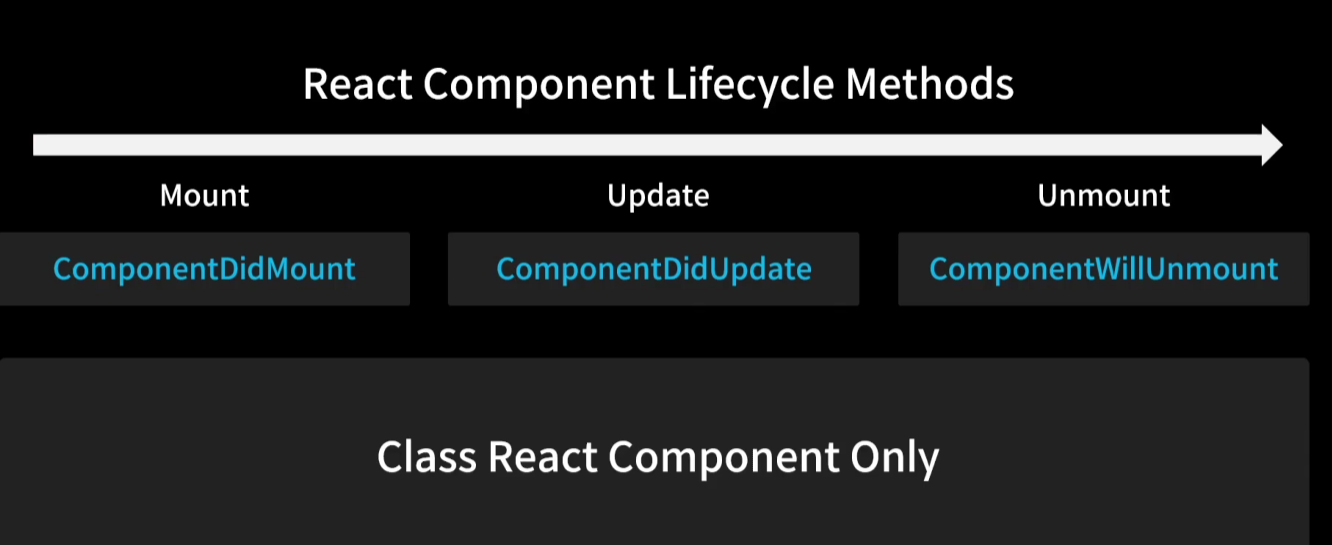 React Component Lifecycle Methods
Mount
Update
Unmount
ComponentDidMount
ComponentDidUpdate
ComponentWillUnmount
Class React Component Only